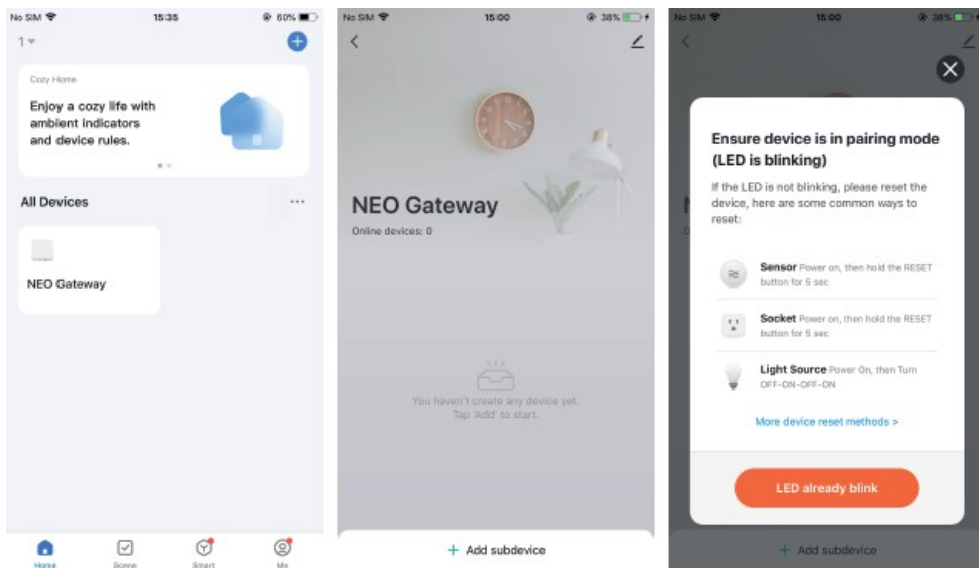 No SIM 15:35 60%
1
Cozy Home
Enjoy a cozy life with
ambient indicators
and device rules.
All Devices
NEO Gateway
Home Scene Smart Me
No SIM 15:00 38%
NEO Gateway
Online devices: 0
You haven't create any device yet.
Tap 'Add' to start.
+ Add subdevice
No SIM 15:00 38%
Ensure device is in pairing mode
(LED is blinking)
If the LED is not blinking, please reset the
device, here are some common ways to
reset:
Sensor Power on, then hold the RESET
button for 5 sec
Socket Power on, then hold the RESET
button for 5 sec
Light Source Power On, then Turn
OFF-ON-OFF-ON
More device reset methods >
LED already blink
+ Add subdevice